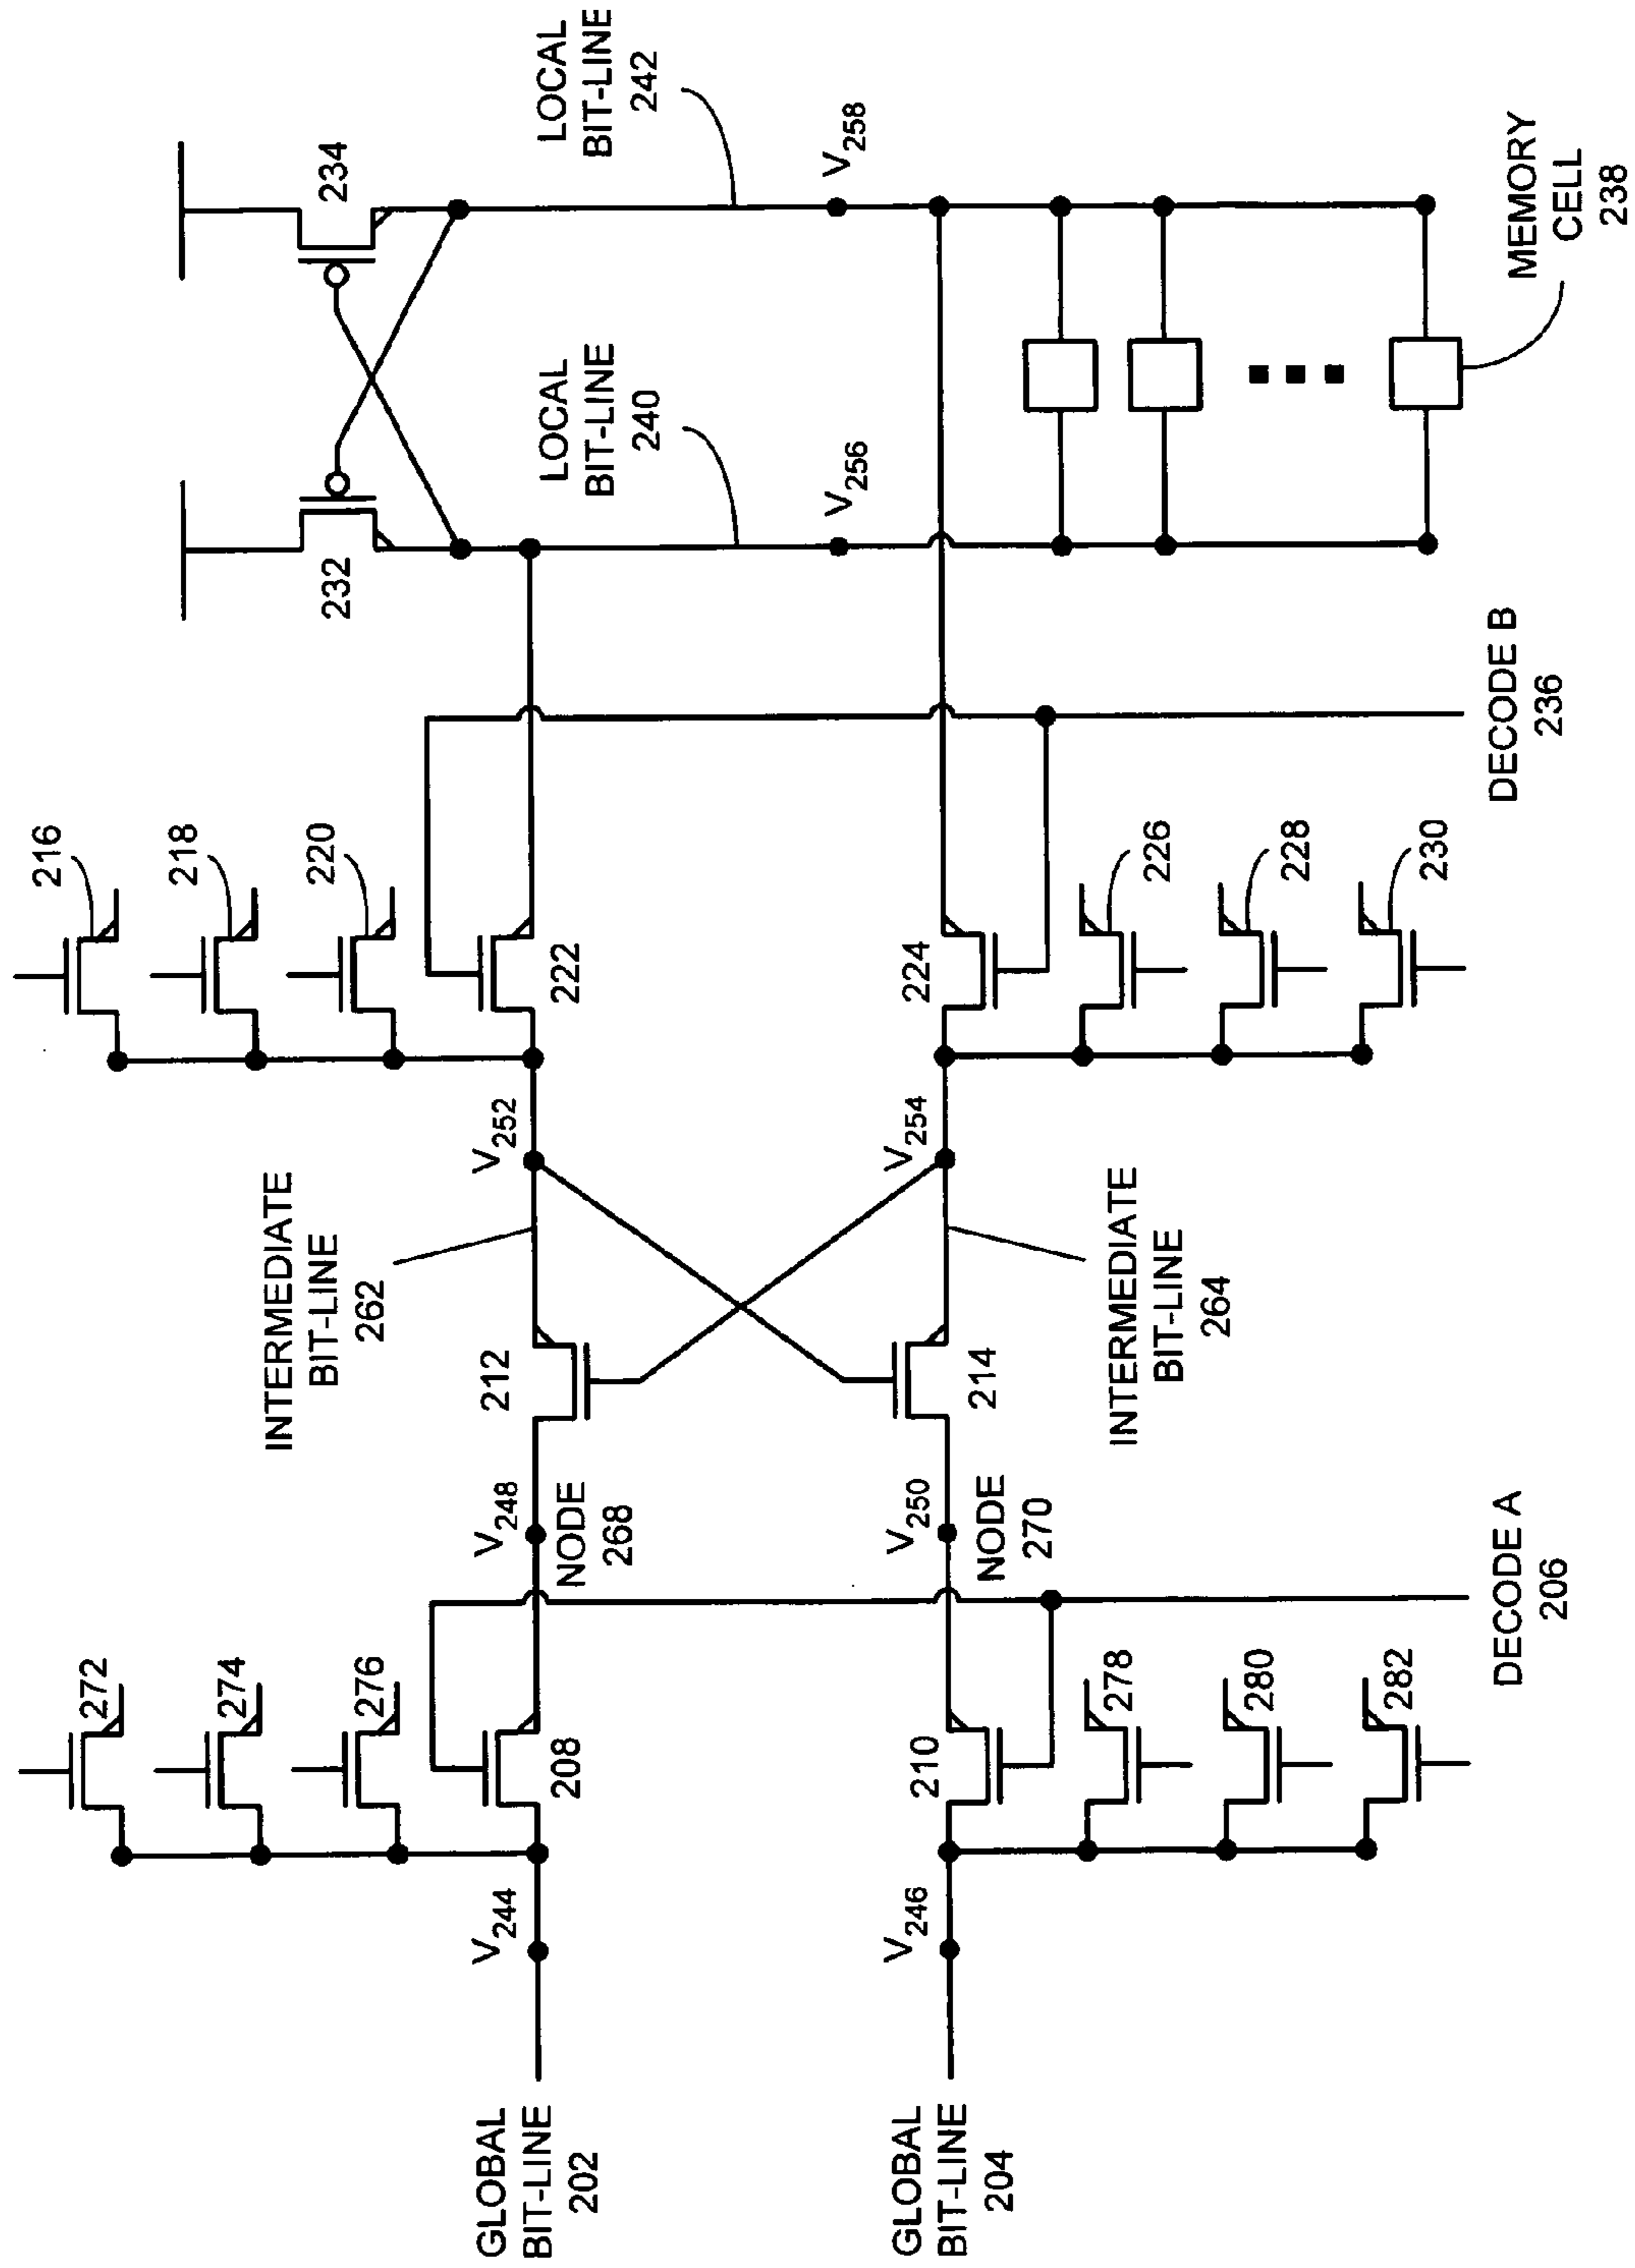 272
274
276
208
GLOBAL
BIT-LINE
202
V244
V248
NODE
268
212
INTERMEDIATE
BIT-LINE
262
V252
216
218
220
222
232
234
LOCAL
BIT-LINE
240
LOCAL
BIT-LINE
242
V256
V258
GLOBAL
BIT-LINE
204
V246
210
278
280
282
V250
NODE
270
214
INTERMEDIATE
BIT-LINE
264
V254
224
226
228
230
DECODE A
206
DECODE B
236
MEMORY
CELL
238